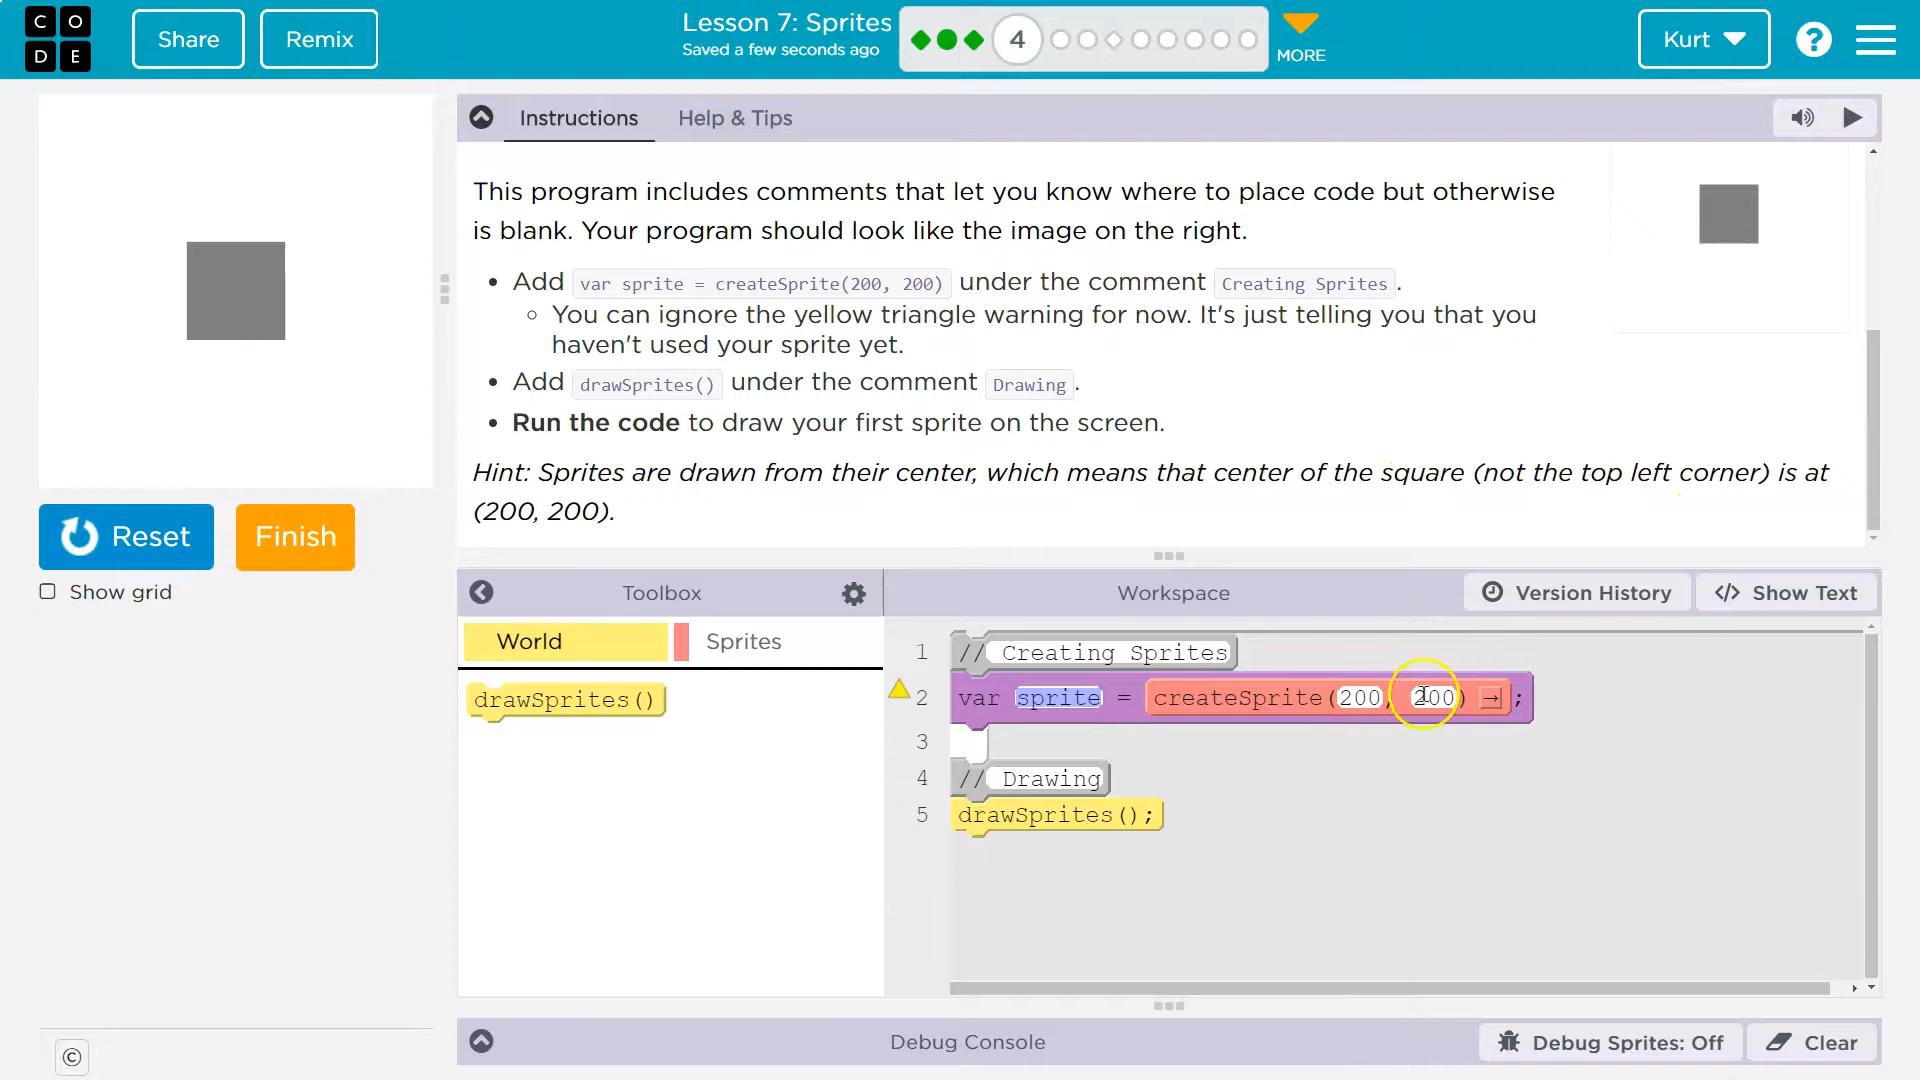 C O
D E
Share
Remix
Lesson 7: Sprites
Saved a few seconds ago
4
MORE
Kurt
?
Instructions
Help & Tips
This program includes comments that let you know where to place code but otherwise
is blank. Your program should look like the image on the right.
Add var sprite = createSprite(200, 200) under the comment Creating Sprites.
You can ignore the yellow triangle warning for now. It's just telling you that you
haven't used your sprite yet.
Add drawSprites() under the comment Drawing.
Run the code to draw your first sprite on the screen.
Hint: Sprites are drawn from their center, which means that center of the square (not the top left corner) is at
(200, 200).
Reset
Finish
Show grid
Toolbox
Workspace
Version History
</> Show Text
World
Sprites
drawSprites()
1 // Creating Sprites
2 var sprite = createSprite(200, 200) → ;
3
4 // Drawing
5 drawSprites();
©
Debug Console
Debug Sprites: Off
Clear